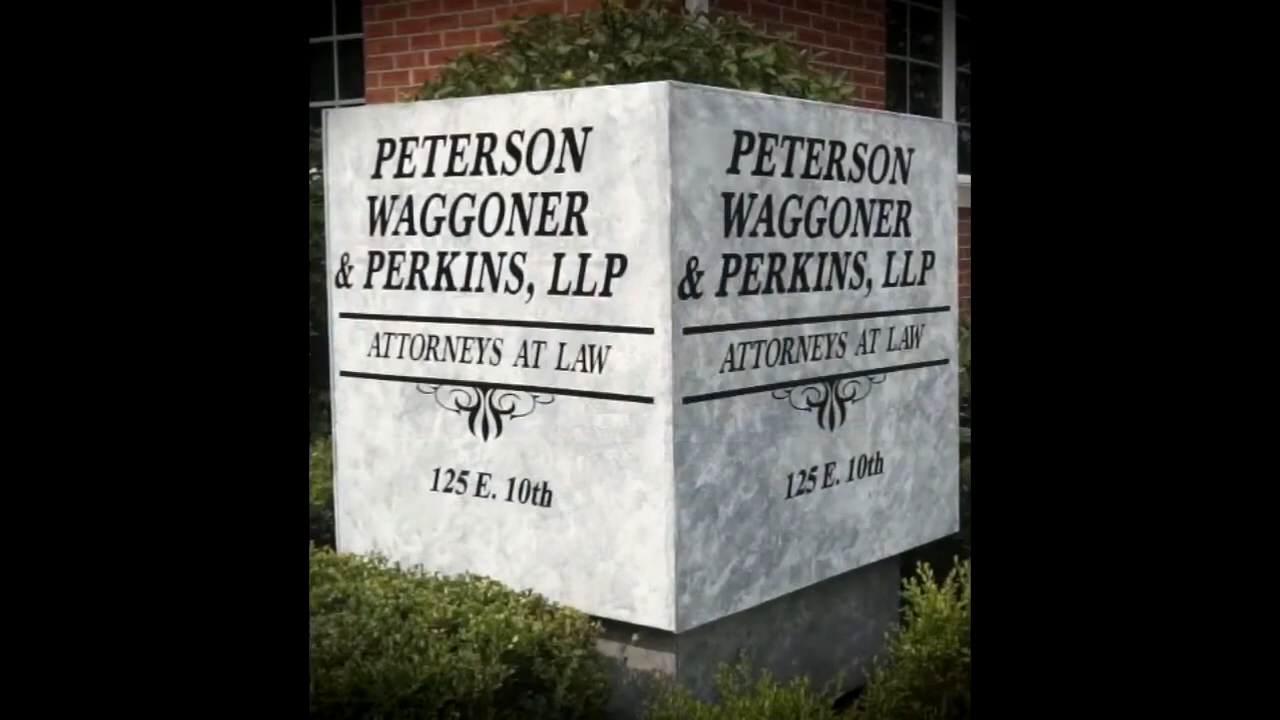 PETERSON
WAGGONER
& PERKINS, LLP
ATTORNEYS AT LAW
125 E. 10th
PETERSON
WAGGONER
& PERKINS, LLP
ATTORNEYS AT LAW
125 E. 10th